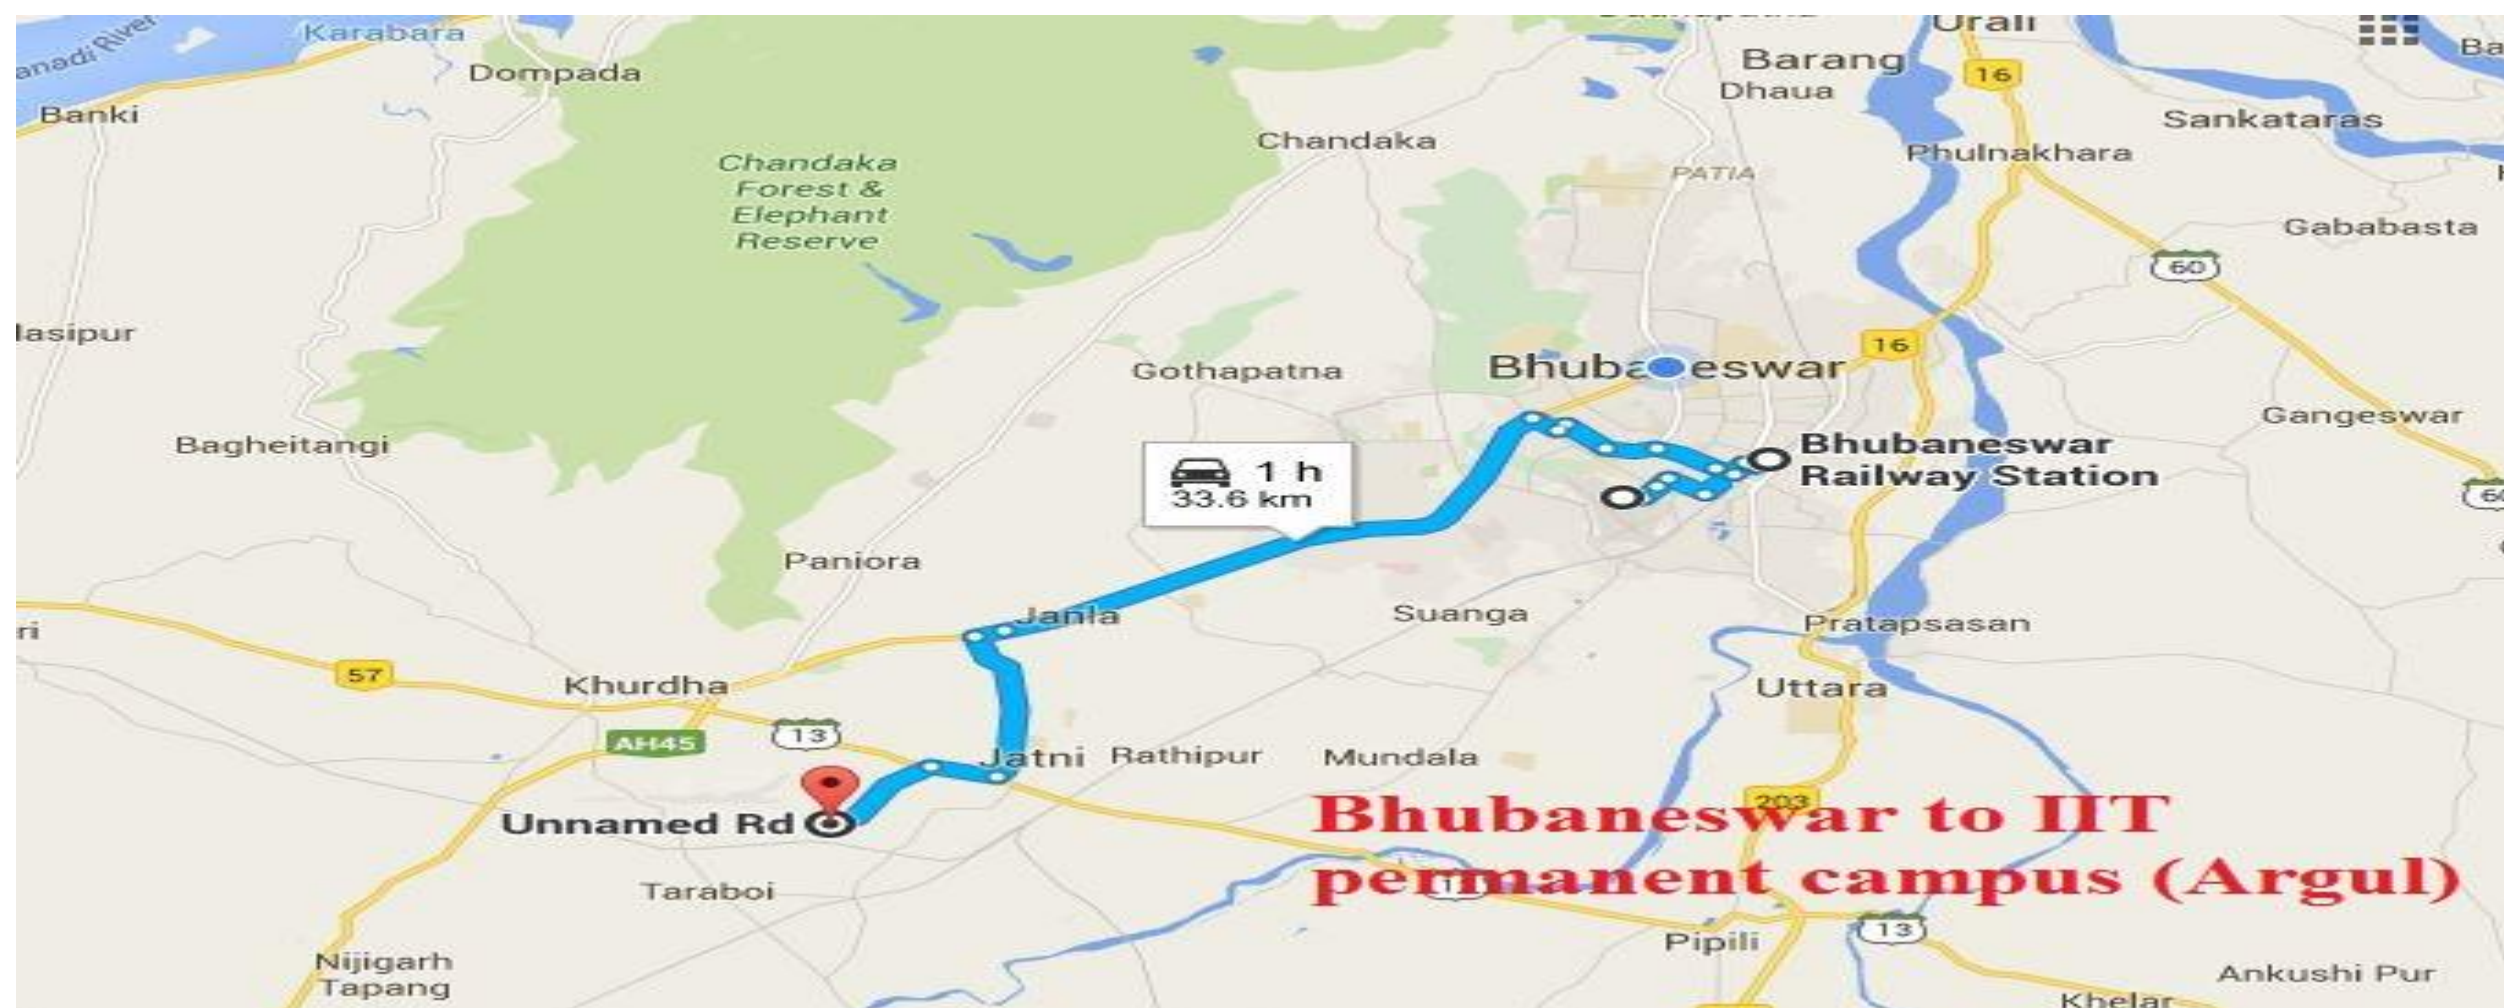 Karabara
Urali
Dompada
Barang
16
Dhaua
Banki
Sankataras
Chandaka
Phulnakhara
Chandaka
Forest &
Elephant
Reserve
PATIA
Gababasta
60
lasipur
16
Gothapatna
Bhuba eswar
Gangeswar
Bagheitangi
Bhubaneswar
Railway Station
1 h
33.6 km
Paniora
Janla
Suanga
Pratapsasan
57
Khurdha
Uttara
AH45
13
Jatni
Rathipur
Mundala
203
Unnamed Rd
Bhubaneswar to IIT
permanent campus (Argul)
Taraboi
13
Pipili
Nijigarh
Tapang
Ankushi Pur
Khelar